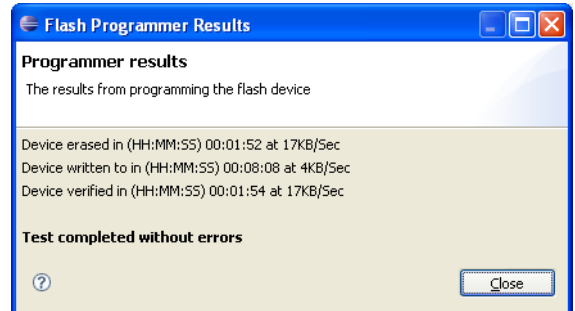 Flash Programmer Results
Programmer results
The results from programming the flash device
Device erased in (HH:MM:SS) 00:01:52 at 17KB/Sec
Device written to in (HH:MM:SS) 00:08:08 at 4KB/Sec
Device verified in (HH:MM:SS) 00:01:54 at 17KB/Sec
Test completed without errors
?
Close